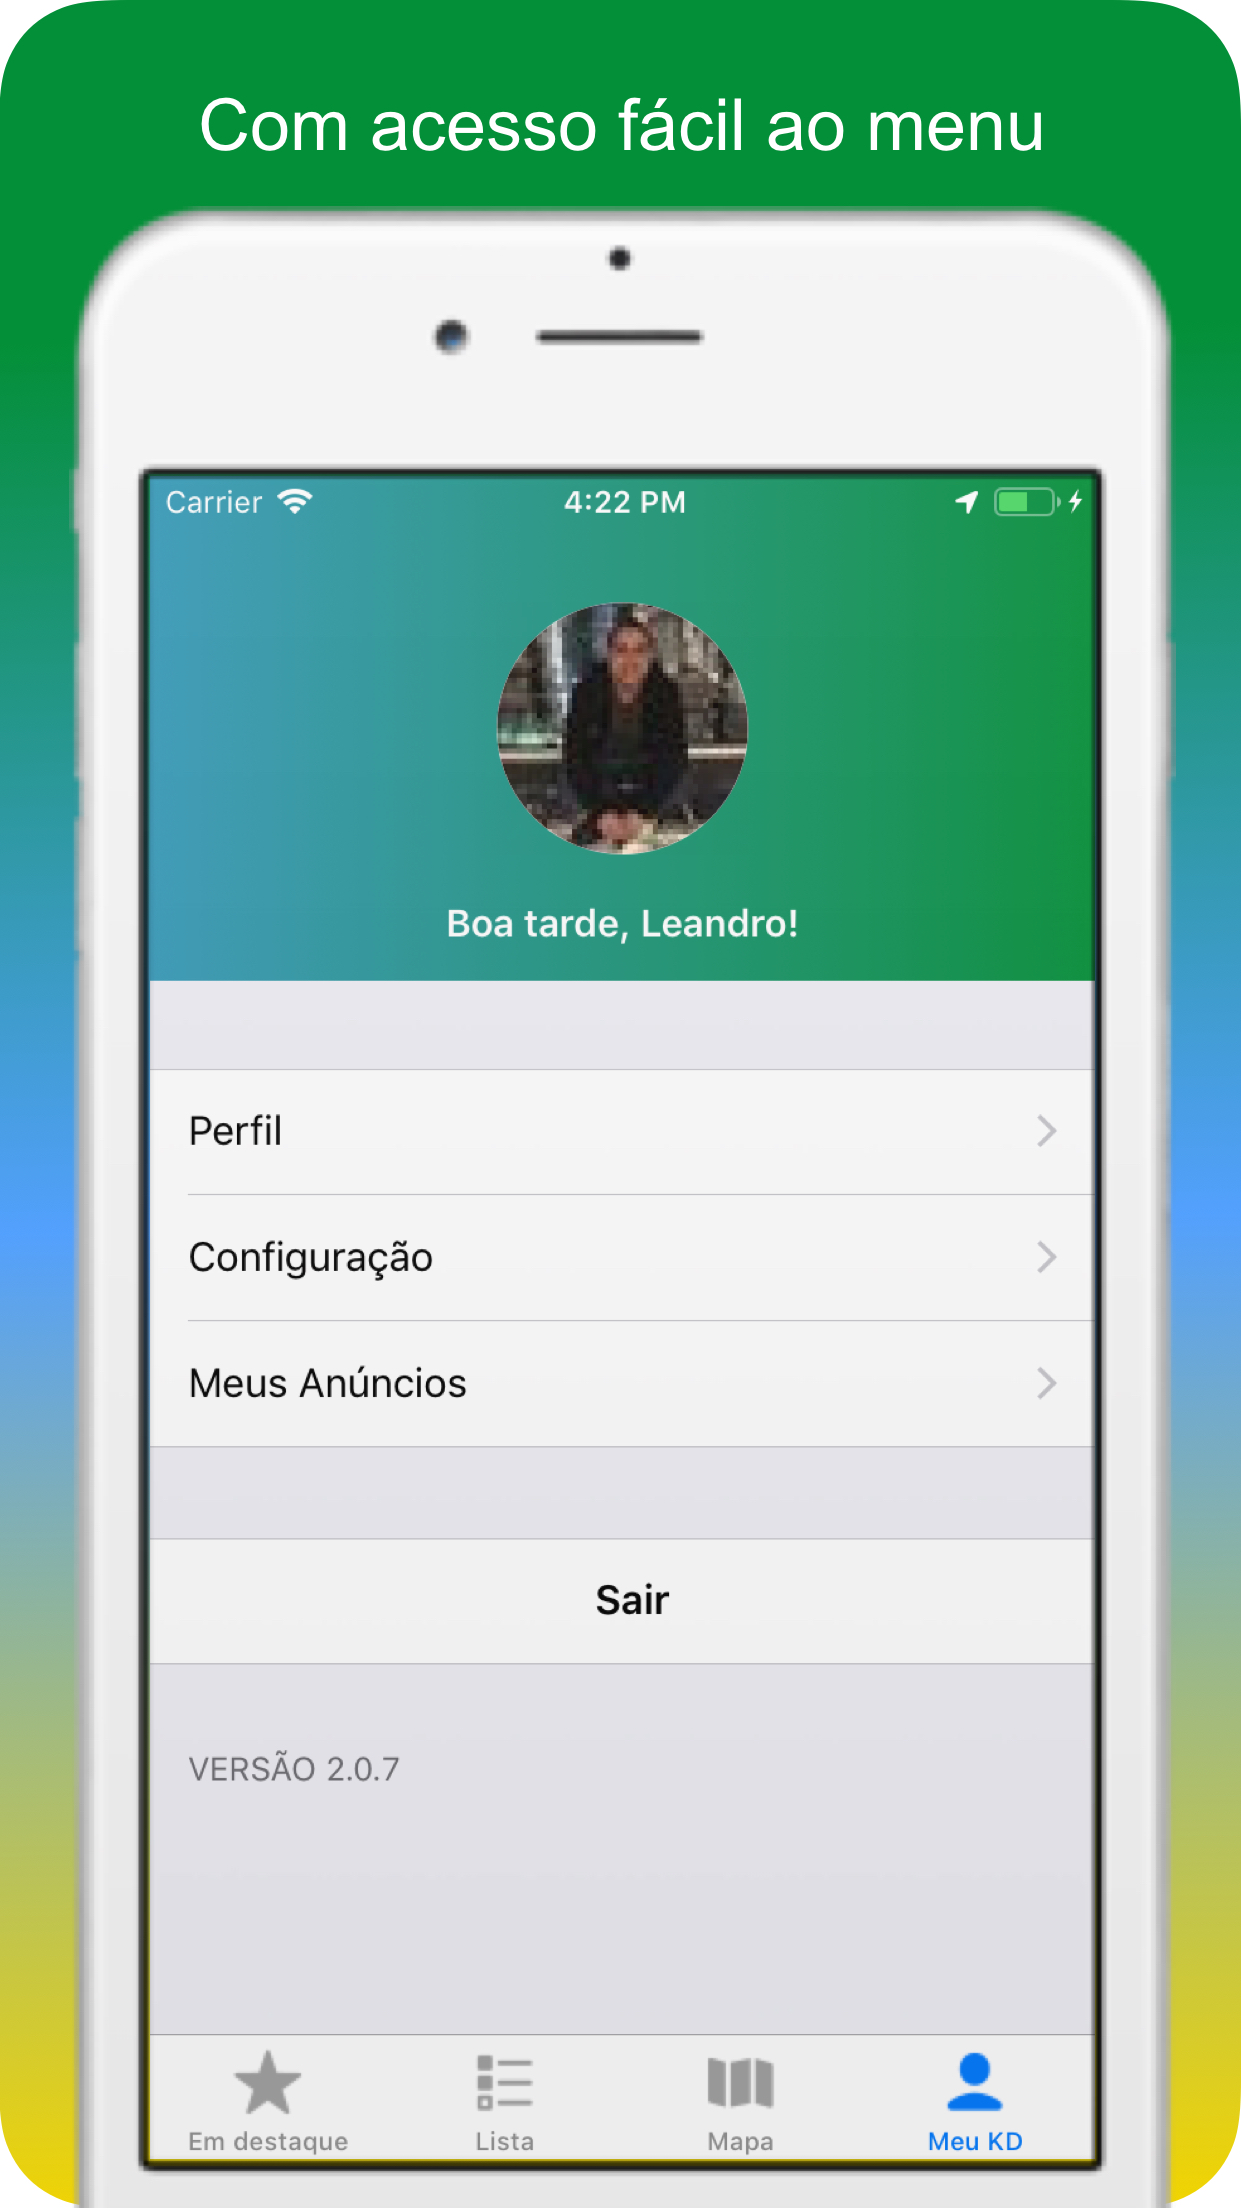 Com acesso fácil ao menu
Carrier 4:22 PM
Boa tarde, Leandro!
Perfil
Configuração
Meus Anúncios
Sair
VERSÃO 2.0.7
Em destaque Lista Mapa Meu KD